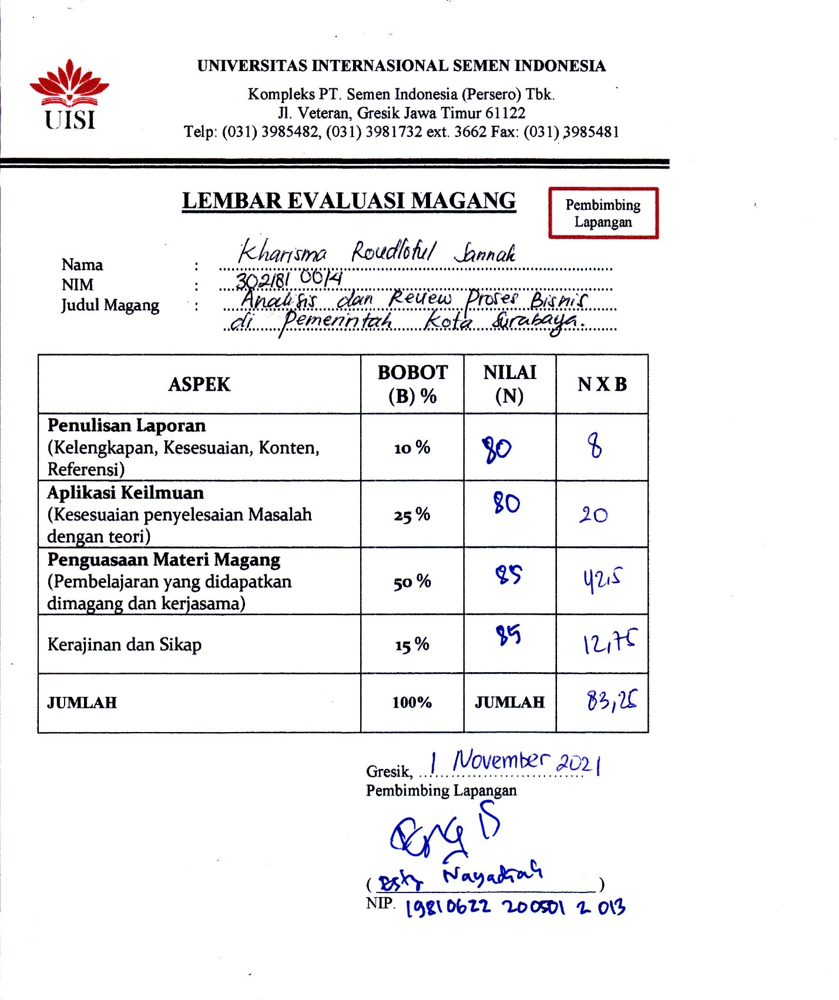 UISI
UNIVERSITAS INTERNASIONAL SEMEN INDONESIA
Kompleks PT. Semen Indonesia (Persero) Tbk.
Jl. Veteran, Gresik Jawa Timur 61122
Telp: (031) 3985482, (031) 3981732 ext. 3662 Fax: (031) 3985481
LEMBAR EVALUASI MAGANG
Pembimbing
Lapangan
Nama : Kharisma Roudlotul Jannah
NIM : 3021810014
Judul Magang : Analisis dan Review Proses Bisnis
di Pemerintah Kota Surabaya.
ASPEK BOBOT (B) % NILAI (N) N X B
Penulisan Laporan
(Kelengkapan, Kesesuaian, Konten,
Referensi)
10 % 80 8
Aplikasi Keilmuan
(Kesesuaian penyelesaian Masalah
dengan teori)
25 % 80 20
Penguasaan Materi Magang
(Pembelajaran yang didapatkan
dimagang dan kerjasama)
50 % 85 42,5
Kerajinan dan Sikap 15 % 85 12,75
JUMLAH 100% JUMLAH 83,25
Gresik, 1 November 2021
Pembimbing Lapangan
( Esty Nayadiah )
NIP. 19810622 200501 2 013